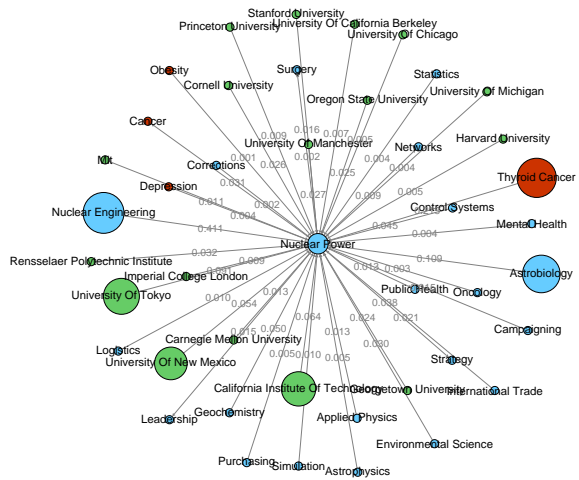 Stanford University
Princeton University
University Of California Berkeley
University Of Chicago
Obesity
Surgery
Statistics
Cornell University
Oregon State University
University Of Michigan
Cancer
0.016
0.007
0.005
0.009
University Of Manchester
Networks
Harvard University
Mit
Corrections
0.001
0.026
0.002
0.004
0.004
0.025
Depression
0.031
Thyroid Cancer
0.011
0.002
0.027
0.009
0.005
Nuclear Engineering
0.004
Control Systems
0.411
0.045
0.004
Mental Health
Nuclear Power
Rensselaer Polytechnic Institute
0.032
0.009
0.013
0.003
0.109
Imperial College London
Astrobiology
University Of Tokyo
Public Health
Oncology
0.010
0.054
0.050
0.064
0.038
0.013
0.024
0.021
Carnegie Mellon University
0.015
Campaigning
Logistics
University Of New Mexico
0.005
0.010
0.005
0.030
Strategy
California Institute Of Technology
Georgetown University
International Trade
Leadership
Geochemistry
Applied Physics
Environmental Science
Purchasing
Simulation
Astrophysics